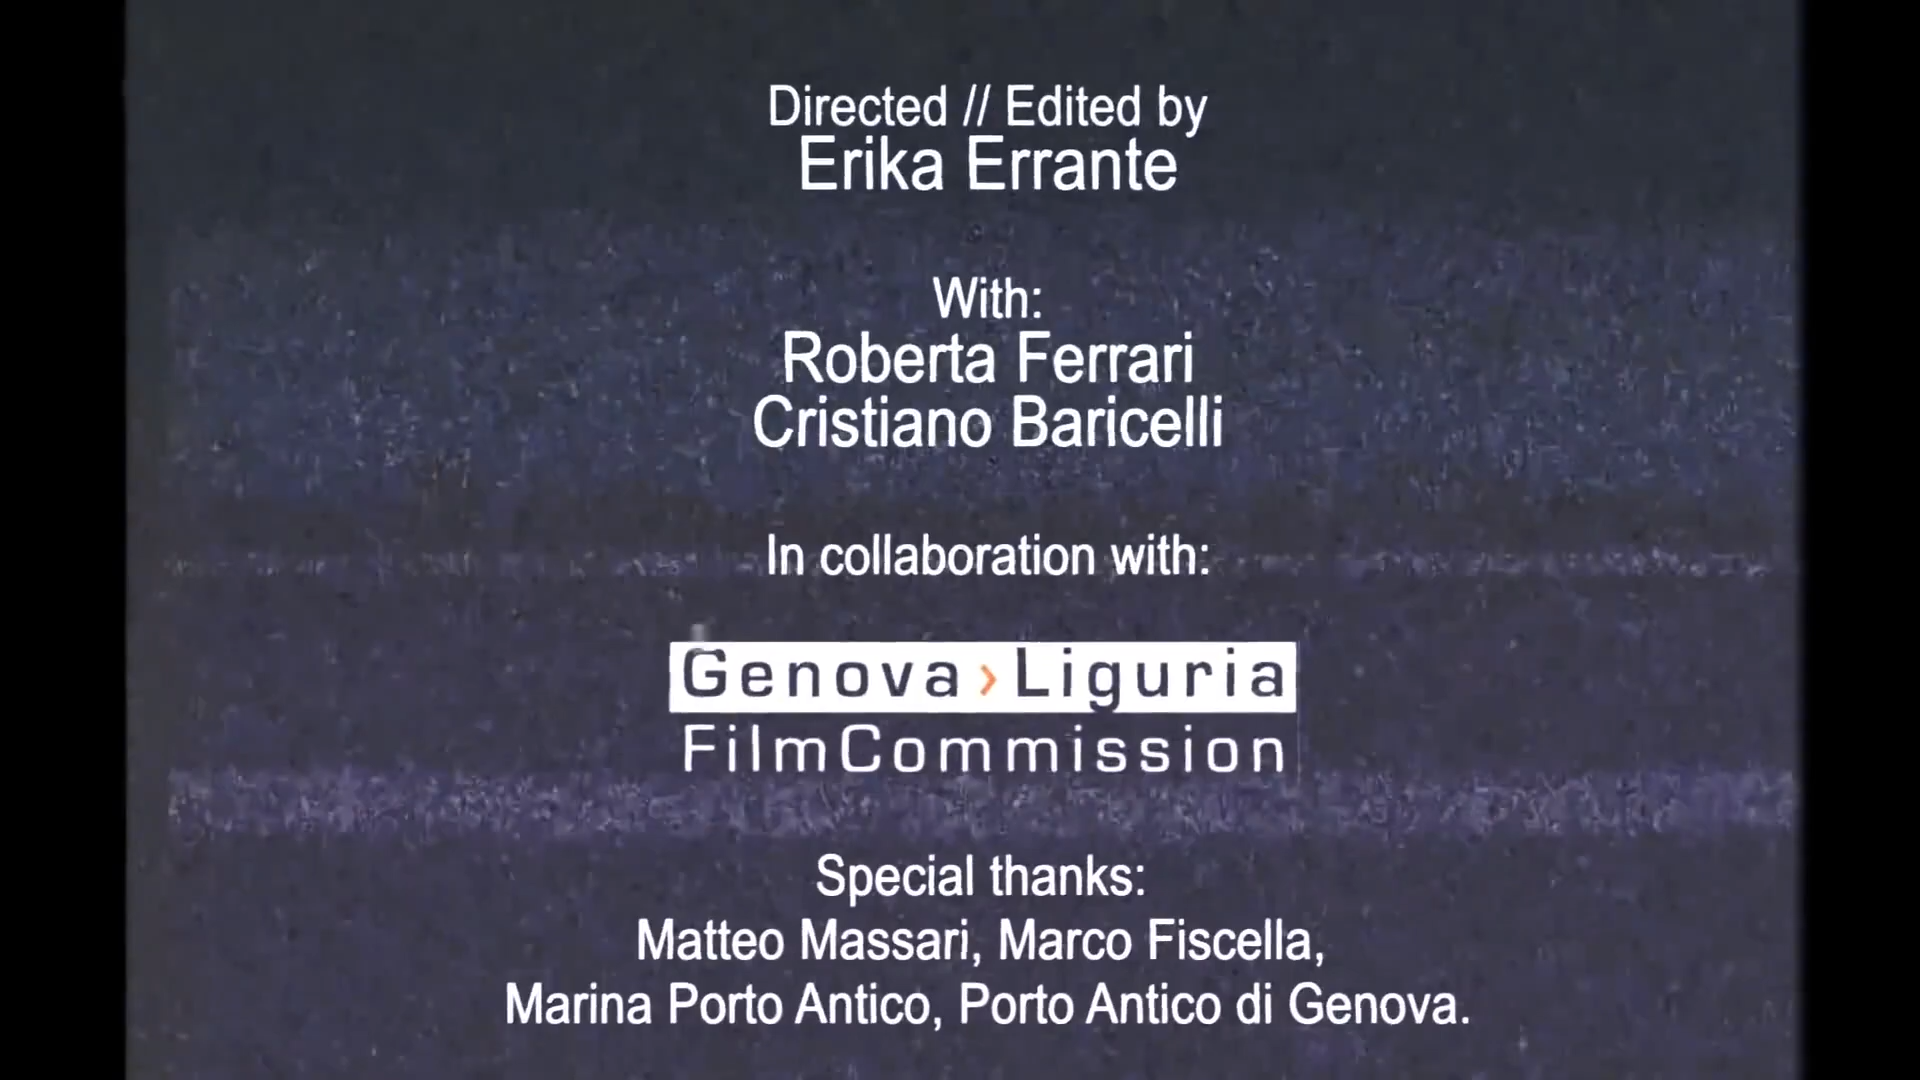 Directed // Edited by
Erika Errante
With:
Roberta Ferrari
Cristiano Baricelli
In collaboration with:
Genova › Liguria
FilmCommission
Special thanks:
Matteo Massari, Marco Fiscella,
Marina Porto Antico, Porto Antico di Genova.